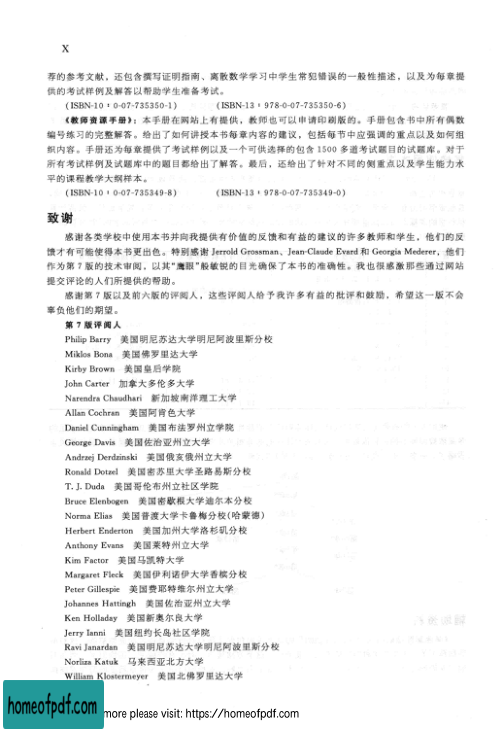 X
荐的参考文献，还包含撰写证明指南、离散数学学习中学生常犯错误的一般性描述，以及为每章提
供的考试样例及解答以帮助学生准备考试。
(ISBN-10：0-07-735350-1) (ISBN-13：978-0-07-735350-6)
《教师资源手册》：本手册在网站上有提供，教师也可以申请印刷版的。手册包含书中所有偶数
编号练习的完整解答。给出了如何讲授本书每章内容的建议，包括每节中应强调的重点以及如何组
织内容。手册还为每章提供了考试样例以及一个可供选择的包含 1500 多道考试题目的试题库。对于
所有考试样例及试题库中的题目都给出了解答。最后，还给出了针对不同的侧重点以及学生能力水
平的课程教学大纲样本。
(ISBN-10：0-07-735349-8) (ISBN-13：978-0-07-735349-0)
致谢
感谢各类学校中使用本书并向我提供有价值的反馈和有益的建议的许多教师和学生，他们的反
馈才有可能使得本书更出色。特别感谢 Jerrold Grossman、Jean-Claude Evard 和 Georgia Mederer，他们
作为第 7 版的技术审阅，以其“鹰眼”般敏锐的目光确保了本书的准确性。我也很感激那些通过网站
提交评论的人们所提供的帮助。
感谢第 7 版以及前六版的评阅人，这些评阅人给予我许多有益的批评和鼓励，希望这一版不会
辜负他们的期望。
第 7 版评阅人
Philip Barry 美国明尼苏达大学明尼阿波里斯分校
Miklos Bona 美国佛罗里达大学
Kirby Brown 美国皇后学院
John Carter 加拿大多伦多大学
Narendra Chaudhari 新加坡南洋理工大学
Allan Cochran 美国阿肯色大学
Daniel Cunningham 美国布法罗州立学院
George Davis 美国佐治亚州立大学
Andrzej Derdzinski 美国俄亥俄州立大学
Ronald Dotzel 美国密苏里大学圣路易斯分校
T. J. Duda 美国哥伦布州立社区学院
Bruce Elenbogen 美国密歇根大学迪尔本分校
Norma Elias 美国普渡大学卡鲁梅分校(哈蒙德)
Herbert Enderton 美国加州大学洛杉矶分校
Anthony Evans 美国莱特州立大学
Kim Factor 美国马凯特大学
Margaret Fleck 美国伊利诺伊大学香槟分校
Peter Gillespie 美国费耶特维尔州立大学
Johannes Hattingh 美国佐治亚州立大学
Ken Holladay 美国新奥尔良大学
Jerry Ianni 美国纽约长岛社区学院
Ravi Janardan 美国明尼苏达大学明尼阿波里斯分校
Norliza Katuk 马来西亚北方大学
William Klostermeyer 美国北佛罗里达大学
homeofpdf.com
more please visit: https://homeofpdf.com